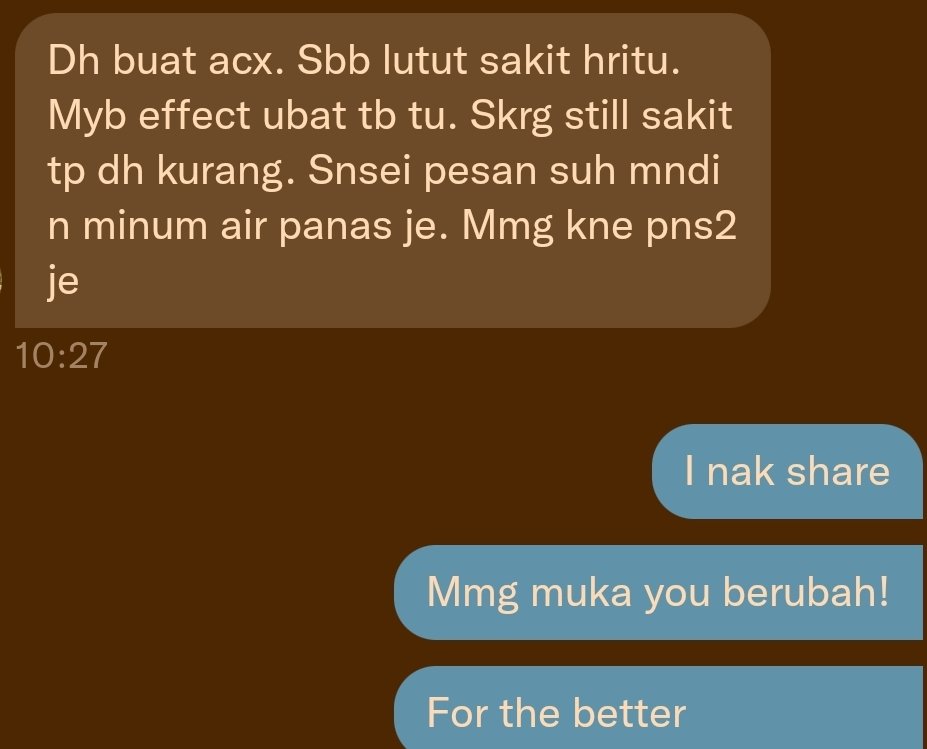 Dh buat acx. Sbb lutut sakit hritu.
Myb effect ubat tb tu. Skrg still sakit
tp dh kurang. Snsei pesan suh mndi
n minum air panas je. Mmg kne pns2
je
10:27
I nak share
Mmg muka you berubah!
For the better